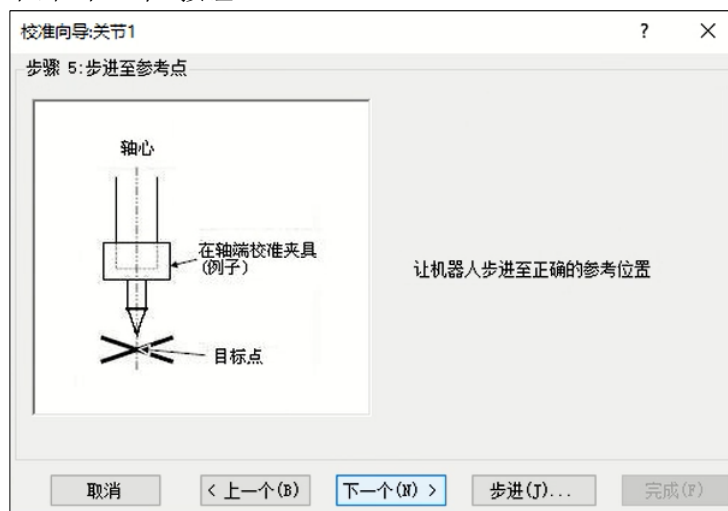 校准向导:关节1
?
步骤 5:步进至参考点
轴心
在轴端校准夹具
(例子)
目标点
让机器人步进至正确的参考位置
取消
< 上一个(B)
下一个(N) >
步进(J)...
完成(F)